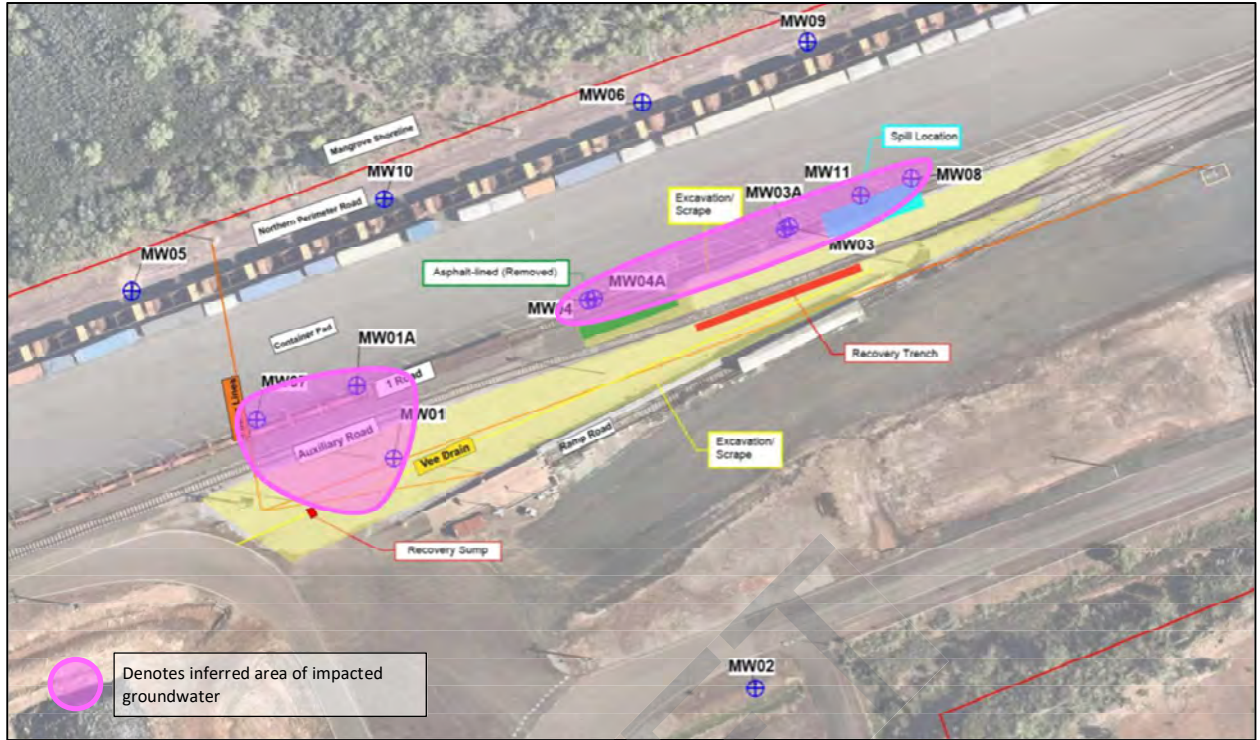 MW09
MW06
Mangrove Shoreline
Spill Location
MW10
MW11
MW08
Northern Perimeter Road
Excavation/
Scrape
MW03A
MW03
MW05
Asphalt-lined (Removed)
MW04A
Container Pad
MW01A
Recovery Trench
1 Road
Lines
MW01
Auxiliary Road
Vee Drain
Ramp Road
Excavation/
Scrape
Recovery Sump
MW02
Denotes inferred area of impacted
groundwater